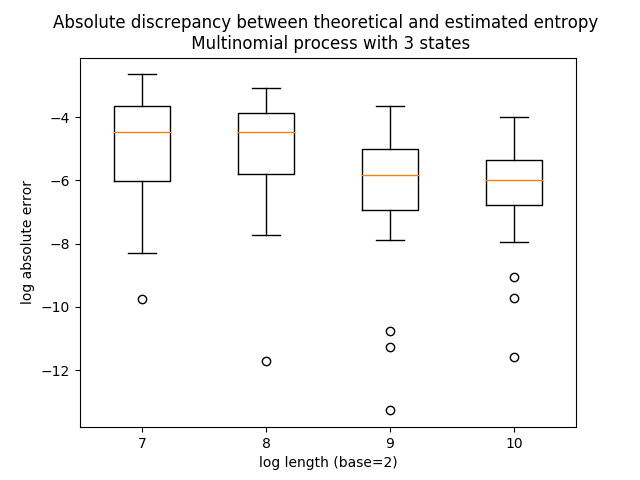 Absolute discrepancy between theoretical and estimated entropy
Multinomial process with 3 states
log absolute error
−4
−6
−8
−10
−12
7 8 9 10
log length (base=2)